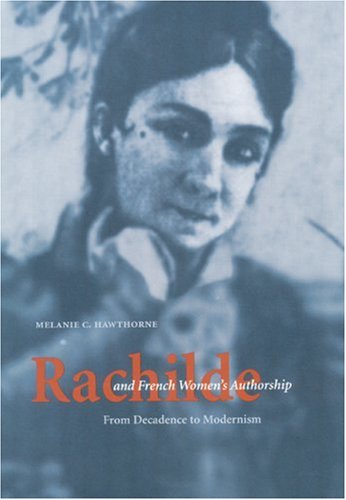 MELANIE C. HAWTHORNE
Rachilde
and French Women's Authorship
From Decadence to Modernism